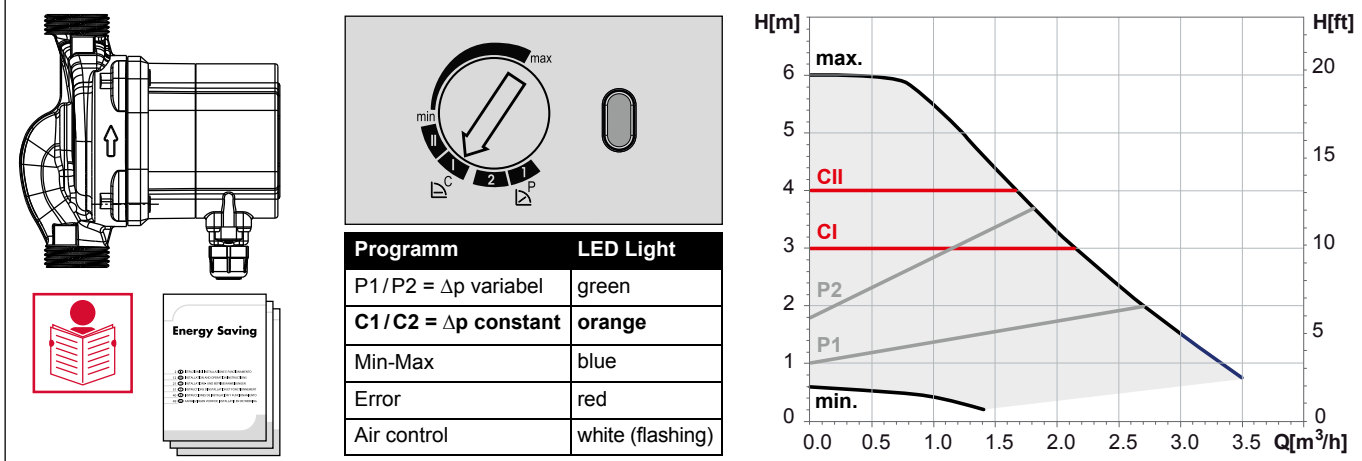 Energy Saving
max
min
II
I
2
1
C
P
Programm LED Light
P1/P2 = Δp variabel green
C1/C2 = Δp constant orange
Min-Max blue
Error red
Air control white (flashing)
H[m] H[ft]
max.
6
5
4
3
2
1
0
CII
CI
P2
P1
min.
20
15
10
5
0
0.0 0.5 1.0 1.5 2.0 2.5 3.0 3.5 Q[m³/h]